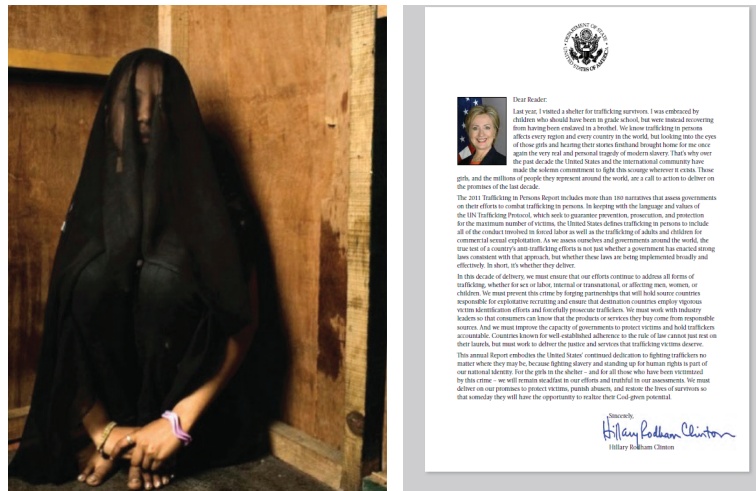 DEPARTMENT OF STATE
UNITED STATES OF AMERICA
Dear Reader:
Last year, I visited a shelter for trafficking survivors. I was embraced by
children who should have been in grade school, but were instead recovering
from having been enslaved in a brothel. We know trafficking in persons
affects every region and every country in the world, but looking into the eyes
of those girls and hearing their stories firsthand brought home for me once
again the very real and personal tragedy of modern slavery. That's why over
the past decade the United States and the international community have
made the solemn commitment to fight this scourge wherever it exists. Those
girls, and the millions of people they represent around the world, are a call to action to deliver on
the promises of the last decade.
The 2011 Trafficking in Persons Report includes more than 180 narratives that assess governments
on their efforts to combat trafficking in persons. In keeping with the language and values of
the UN Trafficking Protocol, which seek to guarantee prevention, prosecution, and protection
for the maximum number of victims, the United States defines trafficking in persons to include
all of the conduct involved in forced labor as well as the trafficking of adults and children for
commercial sexual exploitation. As we assess ourselves and governments around the world, the
true test of a country's anti-trafficking efforts is not just whether a government has enacted strong
laws consistent with that approach, but whether these laws are being implemented broadly and
effectively. In short, it's whether they deliver.
In this decade of delivery, we must ensure that our efforts continue to address all forms of
trafficking, whether for sex or labor, internal or transnational, or affecting men, women, or
children. We must prevent this crime by forging partnerships that will hold source countries
responsible for exploitative recruiting and ensure that destination countries employ vigorous
victim identification efforts and forcefully prosecute traffickers. We must work with industry
leaders so that consumers can know that the products or services they buy come from responsible
sources. And we must improve the capacity of governments to protect victims and hold traffickers
accountable. Countries known for well-established adherence to the rule of law cannot just rest on
their laurels, but must work to deliver the justice and services that trafficking victims deserve.
This annual Report embodies the United States' continued dedication to fighting traffickers no
matter where they may be, because fighting slavery and standing up for human rights is part of
our national identity. For the girls in the shelter – and for all those who have been victimized
by this crime – we will remain steadfast in our efforts and truthful in our assessments. We must
deliver on our promises to protect victims, punish abusers, and restore the lives of survivors so
that someday they will have the opportunity to realize their God-given potential.
Sincerely,
Hillary Rodham Clinton
Hillary Rodham Clinton